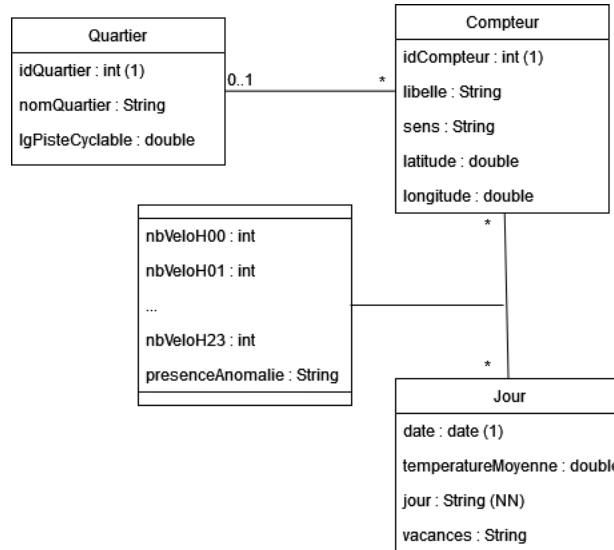 Quartier
idQuartier : int (1)
nomQuartier : String
lgPisteCyclable : double
0..1
*
Compteur
idCompteur : int (1)
libelle : String
sens : String
latitude : double
longitude : double
*
nbVeloH00 : int
nbVeloH01 : int
...
nbVeloH23 : int
presenceAnomalie : String
*
Jour
date : date (1)
temperatureMoyenne : double
jour : String (NN)
vacances : String